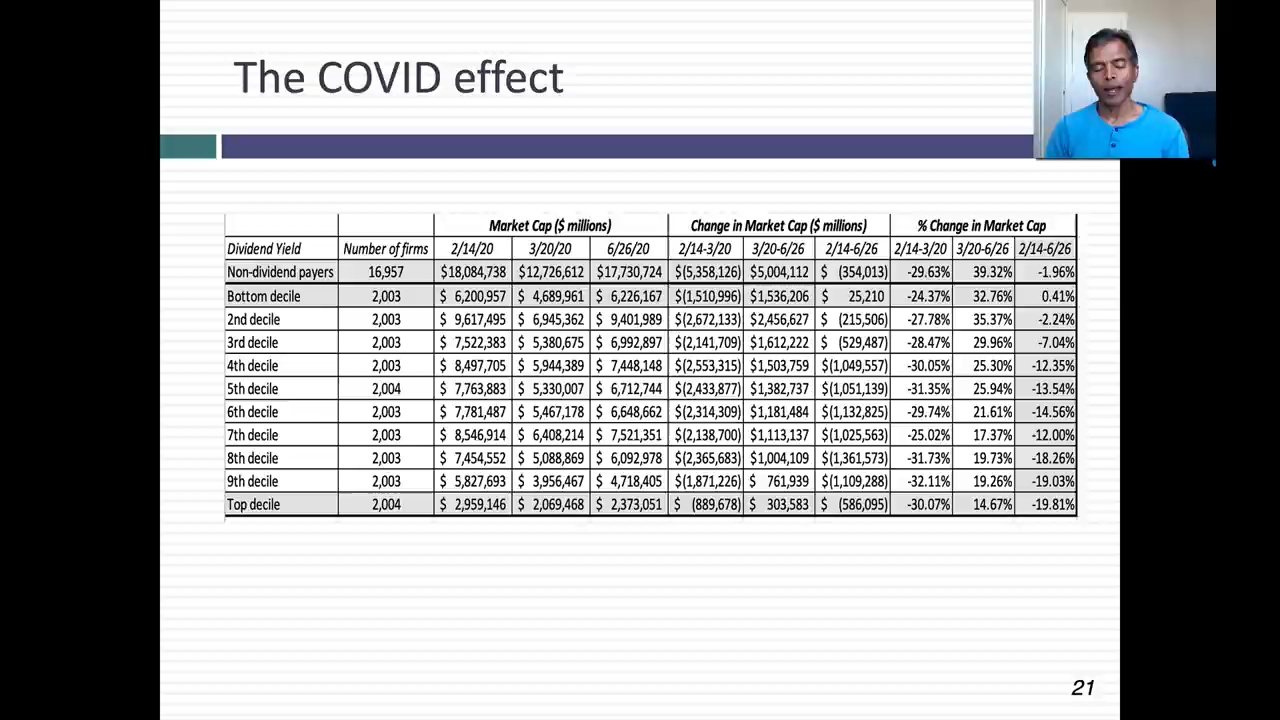 The COVID effect
Market Cap ($ millions) Change in Market Cap ($ millions) % Change in Market Cap
Dividend Yield Number of firms 2/14/20 3/20/20 6/26/20 2/14-3/20 3/20-6/26 2/14-6/26 2/14-3/20 3/20-6/26 2/14-6/26
Non-dividend payers 16,957 $18,084,738 $12,726,612 $17,730,724 $(5,358,126) $5,004,112 $ (354,013) -29.63% 39.32% -1.96%
Bottom decile 2,003 $ 6,200,957 $ 4,689,961 $ 6,226,167 $(1,510,996) $1,536,206 $ 25,210 -24.37% 32.76% 0.41%
2nd decile 2,003 $ 9,617,495 $ 6,945,362 $ 9,401,989 $(2,672,133) $2,456,627 $ (215,506) -27.78% 35.37% -2.24%
3rd decile 2,003 $ 7,522,383 $ 5,380,675 $ 6,992,897 $(2,141,709) $1,612,222 $ (529,487) -28.47% 29.96% -7.04%
4th decile 2,003 $ 8,497,705 $ 5,944,389 $ 7,448,148 $(2,553,315) $1,503,759 $(1,049,557) -30.05% 25.30% -12.35%
5th decile 2,004 $ 7,763,883 $ 5,330,007 $ 6,712,744 $(2,433,877) $1,382,737 $(1,051,139) -31.35% 25.94% -13.54%
6th decile 2,003 $ 7,781,487 $ 5,467,178 $ 6,648,662 $(2,314,309) $1,181,484 $(1,132,825) -29.74% 21.61% -14.56%
7th decile 2,003 $ 8,546,914 $ 6,408,214 $ 7,521,351 $(2,138,700) $1,113,137 $(1,025,563) -25.02% 17.37% -12.00%
8th decile 2,003 $ 7,454,552 $ 5,088,869 $ 6,092,978 $(2,365,683) $1,004,109 $(1,361,573) -31.73% 19.73% -18.26%
9th decile 2,003 $ 5,827,693 $ 3,956,467 $ 4,718,405 $(1,871,226) $ 761,939 $(1,109,288) -32.11% 19.26% -19.03%
Top decile 2,004 $ 2,959,146 $ 2,069,468 $ 2,373,051 $ (889,678) $ 303,583 $ (586,095) -30.07% 14.67% -19.81%
21